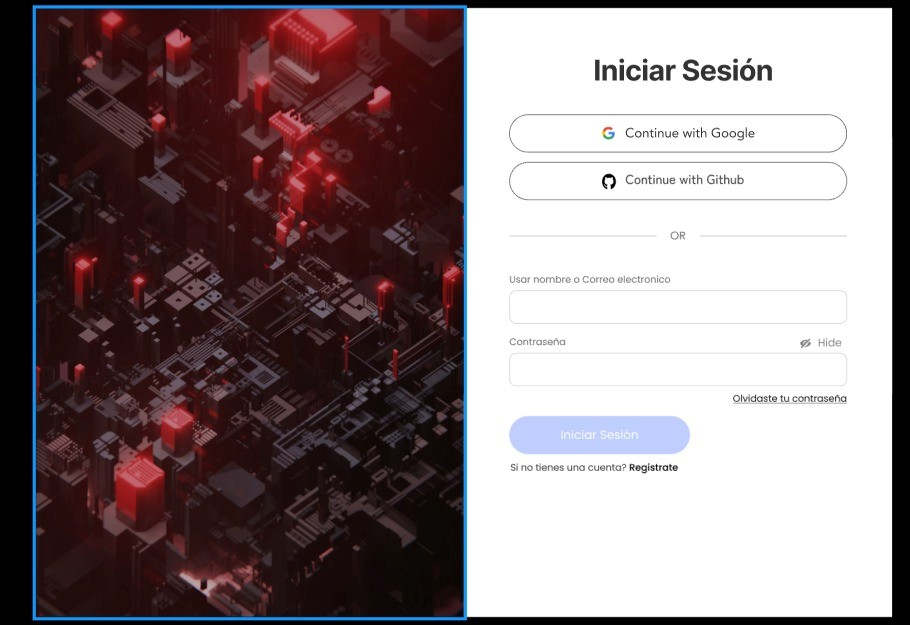 Iniciar Sesión
Continue with Google
Continue with Github
OR
Usar nombre o Correo electronico
Contraseña
Hide
Olvidaste tu contraseña
Iniciar Sesión
Si no tienes una cuenta? Registrate